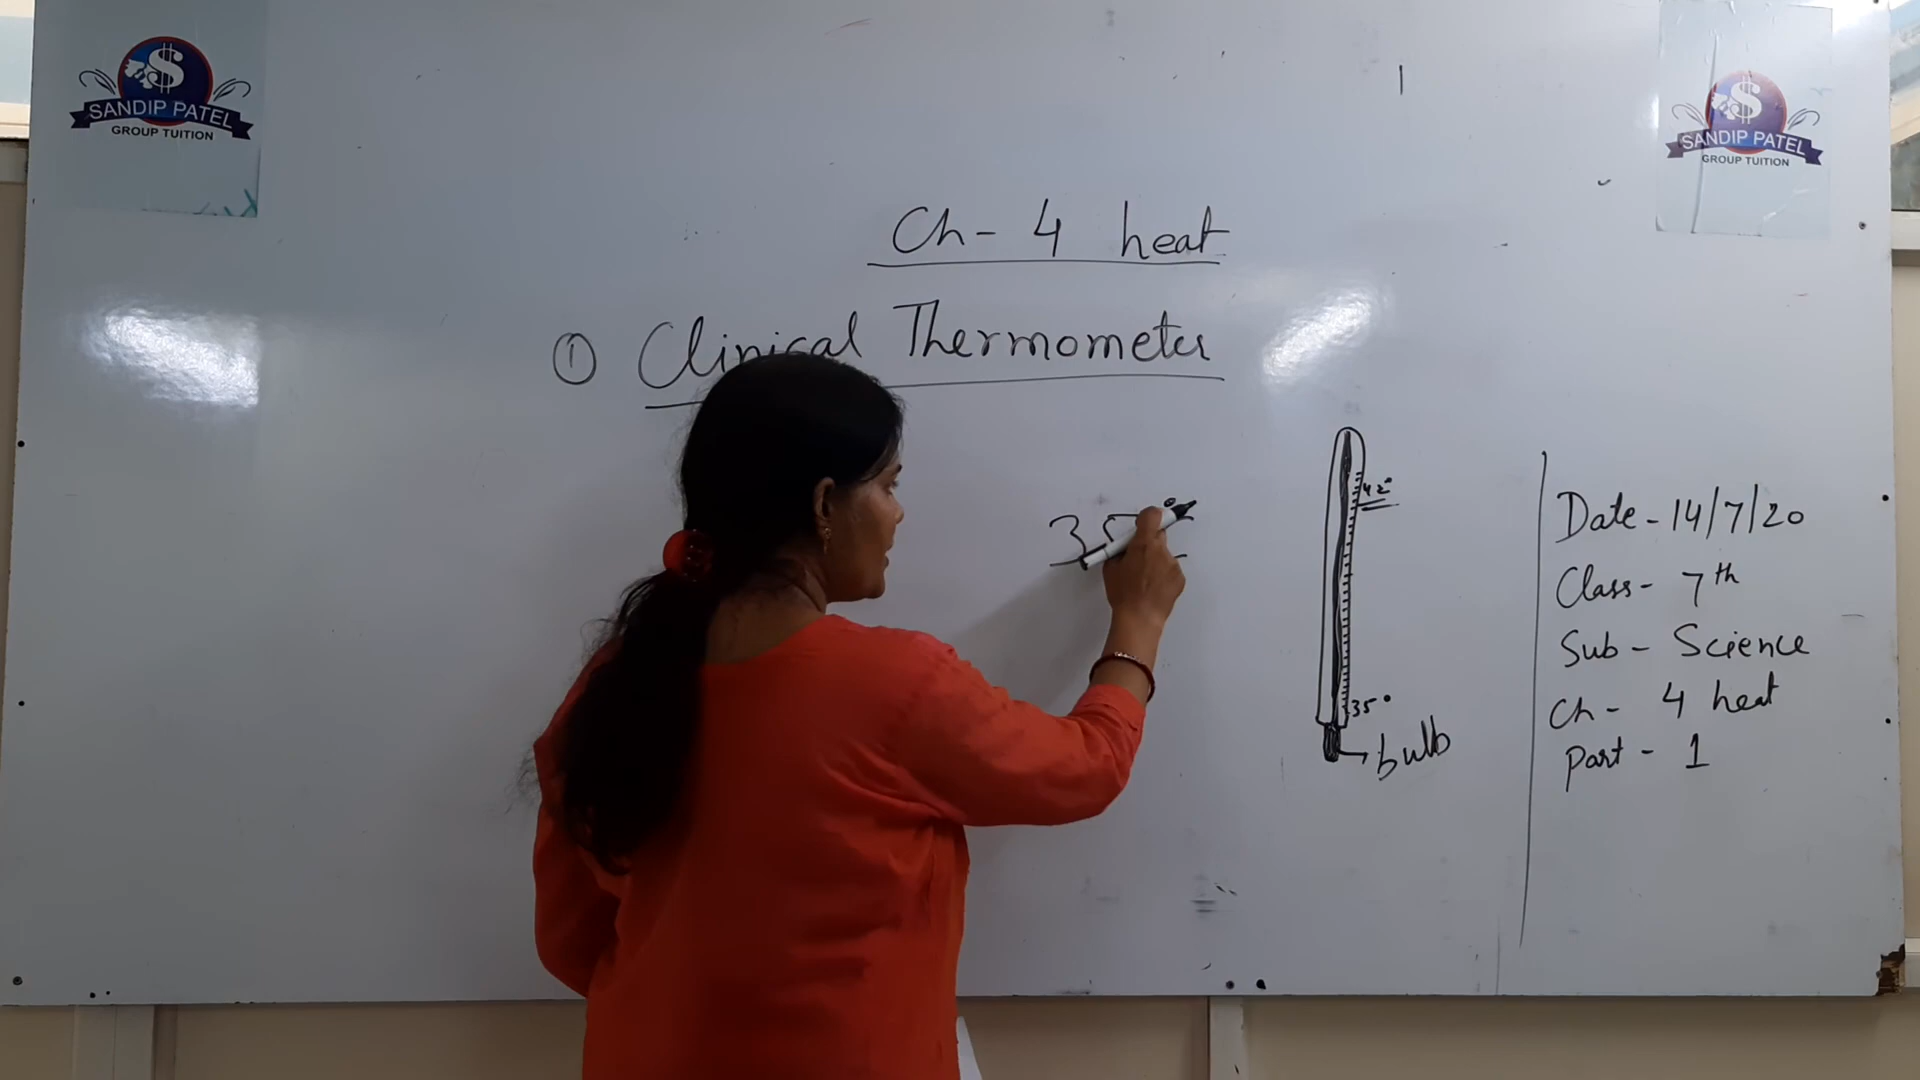 SANDIP PATEL
GROUP TUITION
SANDIP PATEL
GROUP TUITION
Ch- 4 heat
① Clinical Thermometer
42°
35°
35°
bulb
Date - 14/7/20
Class - 7th
Sub - Science
Ch- 4 heat
Part - 1